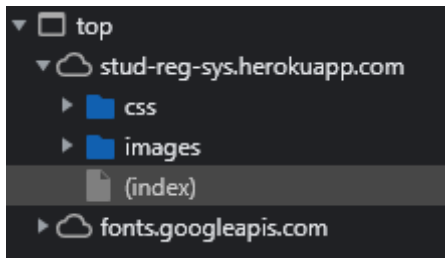 top
stud-reg-sys.herokuapp.com
css
images
(index)
fonts.googleapis.com